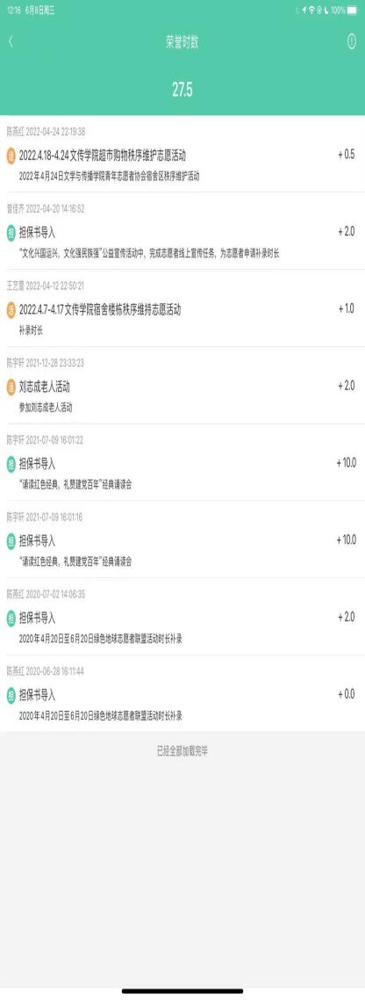 12:16 6月8日周三
100%
荣誉时数
27.5
陈燕红 2022-04-24 22:19:38
活 2022.4.18-4.24文传学院超市购物秩序维护志愿活动 + 0.5
2022年4月24日文学与传播学院青年志愿者协会宿舍区秩序维护活动
曾佳齐 2022-04-20 14:16:52
担 担保书导入 + 2.0
“文化兴国运兴，文化强民族强”公益宣传活动中，完成志愿者线上宣传任务，为志愿者申请补录时长
王艺萱 2022-04-12 22:50:21
活 2022.4.7-4.17文传学院宿舍楼栋秩序维持志愿活动 + 1.0
补录时长
陈宇轩 2021-12-28 23:33:23
活 刘志成老人活动 + 2.0
参加刘志成老人活动
陈宇轩 2021-07-09 16:01:22
担 担保书导入 + 10.0
“诵读红色经典，礼赞建党百年”经典诵读会
陈宇轩 2021-07-09 16:01:16
担 担保书导入 + 10.0
“诵读红色经典，礼赞建党百年”经典诵读会
陈燕红 2020-07-02 14:06:35
担 担保书导入 + 2.0
2020年4月20日至6月20日绿色地球志愿者联盟活动时长补录
陈燕红 2020-06-28 16:11:44
担 担保书导入 + 0.0
2020年4月20日至6月20日绿色地球志愿者联盟活动时长补录
已经全部加载完毕